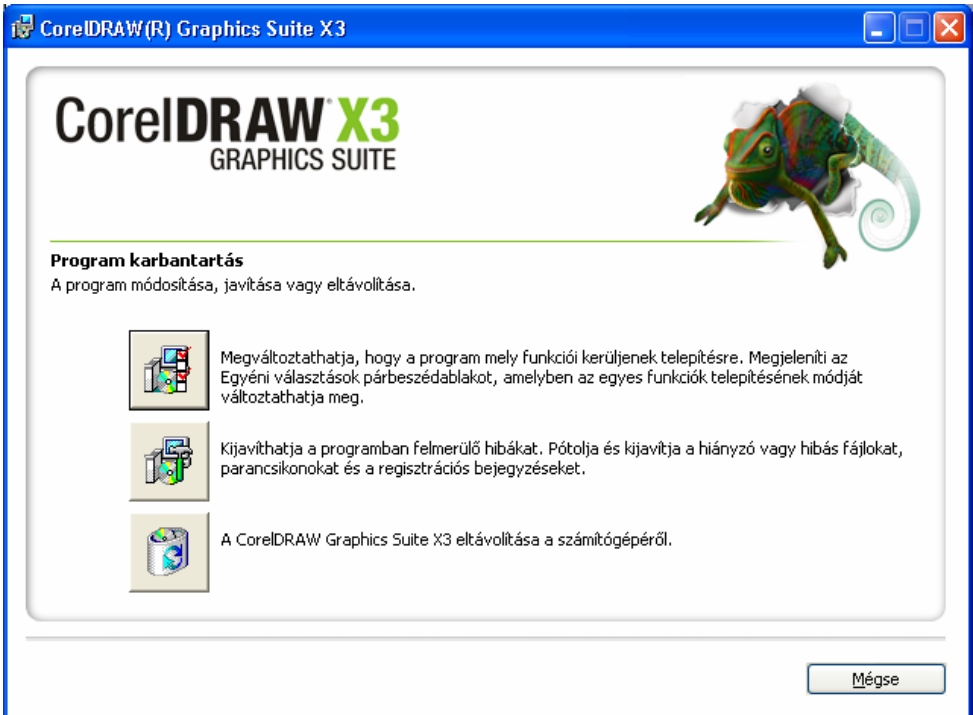 CorelDRAW(R) Graphics Suite X3
CorelDRAW® X3
GRAPHICS SUITE
Program karbantartás
A program módosítása, javítása vagy eltávolítása.
Megváltoztathatja, hogy a program mely funkciói kerüljenek telepítésre. Megjeleníti az
Egyéni választások párbeszédablakot, amelyben az egyes funkciók telepítésének módját
változtathatja meg.
Kijavíthatja a programban felmerülő hibákat. Pótolja és kijavítja a hiányzó vagy hibás fájlokat,
parancsikonokat és a regisztrációs bejegyzéseket.
A CorelDRAW Graphics Suite X3 eltávolítása a számítógépéről.
Mégse